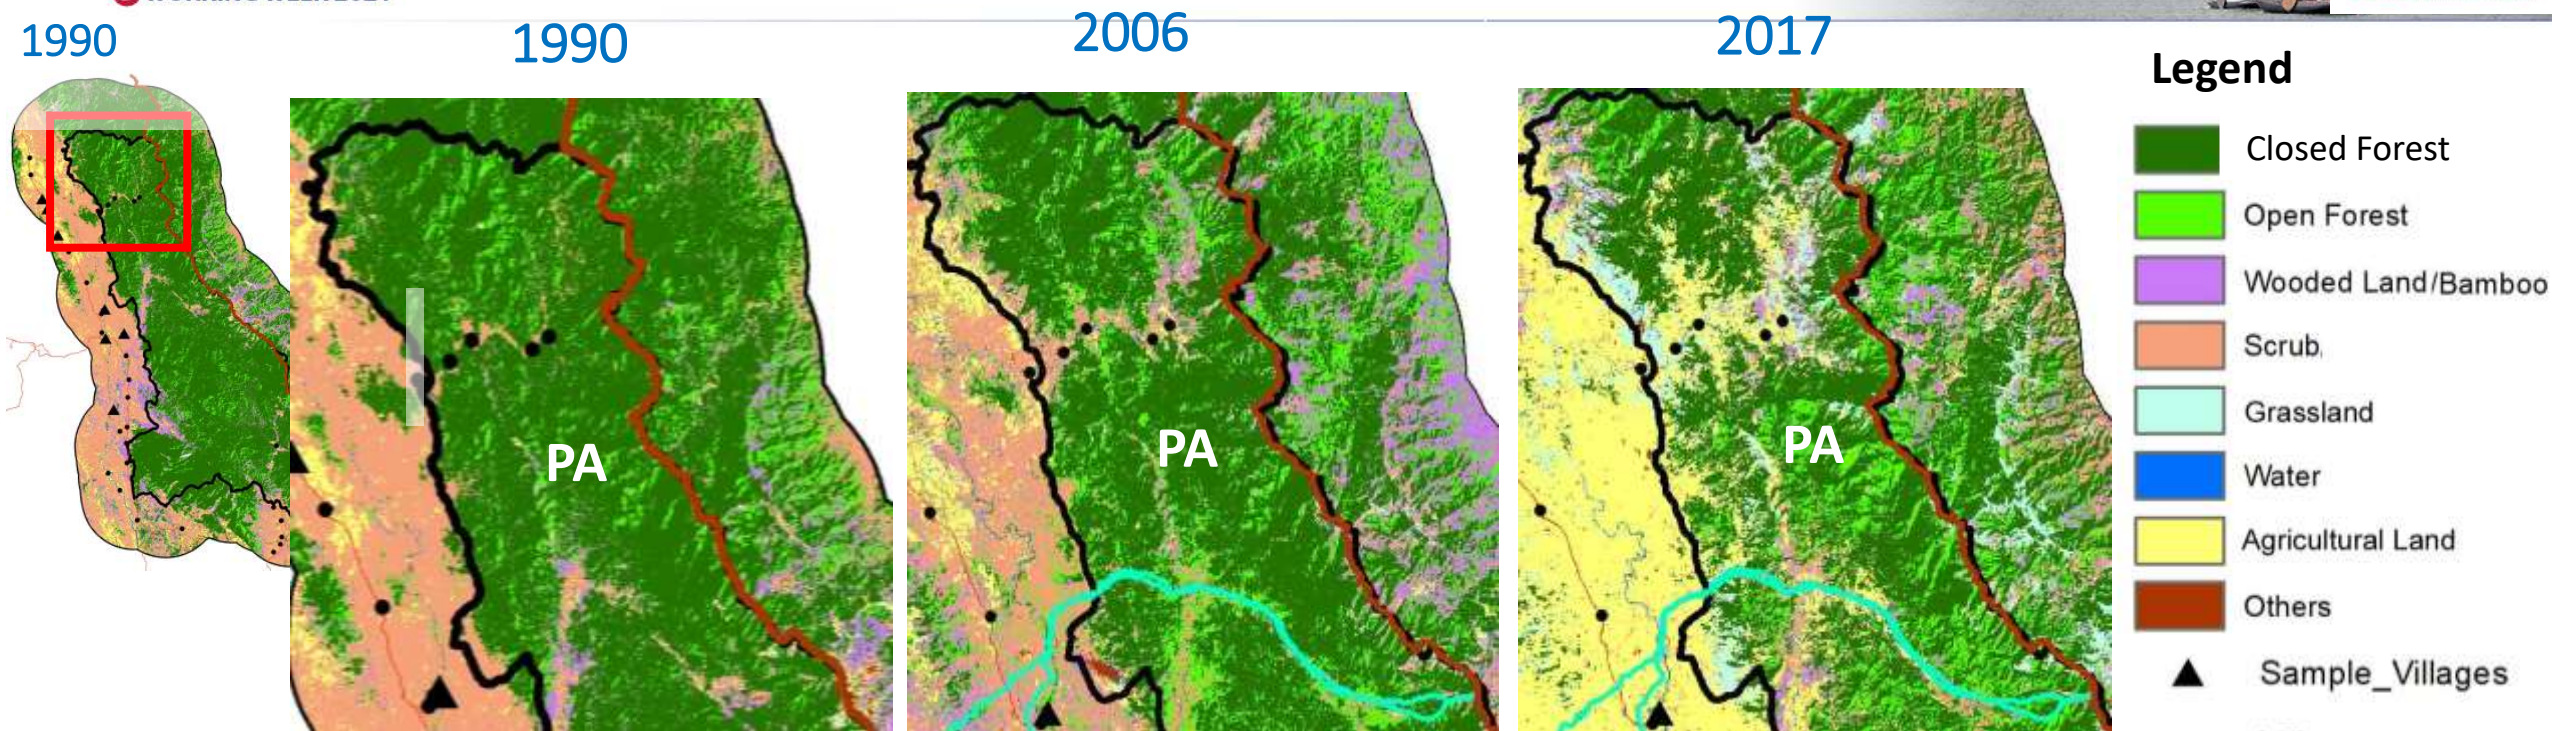 1990
1990
2006
2017
PA
PA
PA
Legend
Closed Forest
Open Forest
Wooded Land/Bamboo
Scrub.
Grassland
Water
Agricultural Land
Others
Sample_Villages